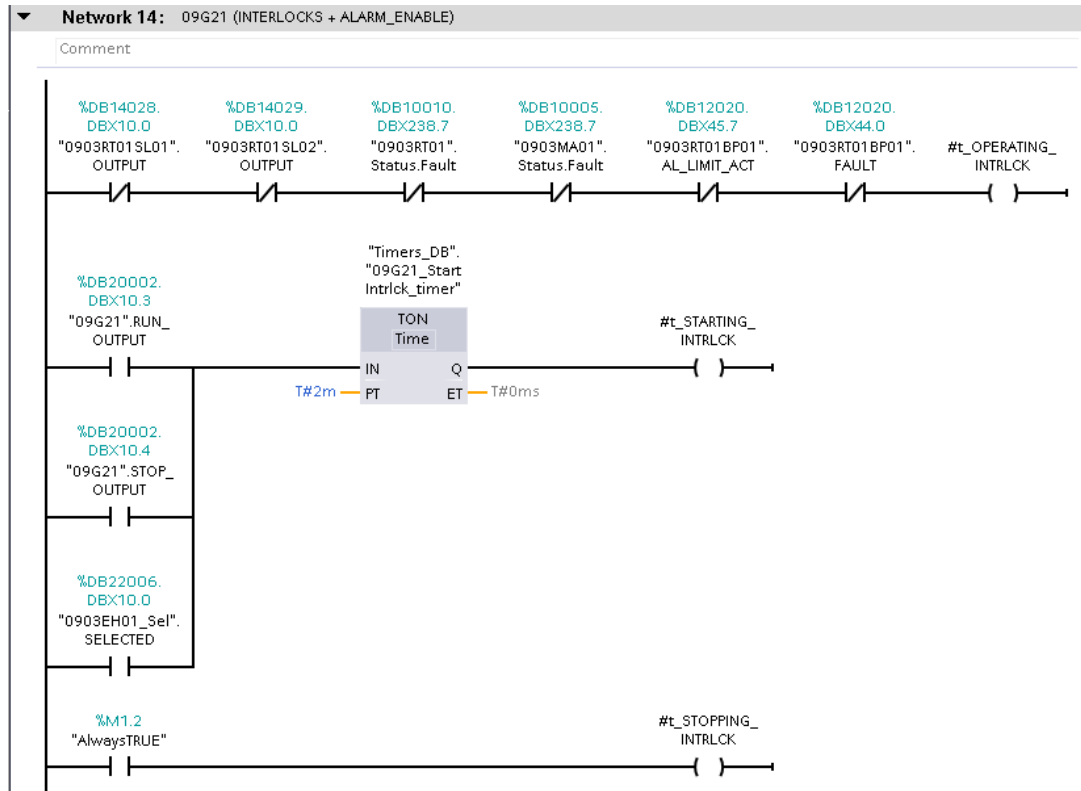 Network 14: 09G21 (INTERLOCKS + ALARM_ENABLE)
Comment
%DB14028.
DBX10.0
"0903RT01SL01".
OUTPUT
%DB14029.
DBX10.0
"0903RT01SL02".
OUTPUT
%DB10010.
DBX238.7
"0903RT01".
Status.Fault
%DB10005.
DBX238.7
"0903MA01".
Status.Fault
%DB12020.
DBX45.7
"0903RT01BP01".
AL_LIMIT_ACT
%DB12020.
DBX44.0
"0903RT01BP01".
FAULT
#t_OPERATING_
INTRLCK
%DB20002.
DBX10.3
"09G21".RUN_
OUTPUT
"Timers_DB".
"09G21_Start
Intrlck_timer"
TON
Time
IN
Q
T#2m
PT
ET
T#0ms
#t_STARTING_
INTRLCK
%DB20002.
DBX10.4
"09G21".STOP_
OUTPUT
%DB22006.
DBX10.0
"0903EH01_Sel".
SELECTED
%M1.2
"AlwaysTRUE"
#t_STOPPING_
INTRLCK